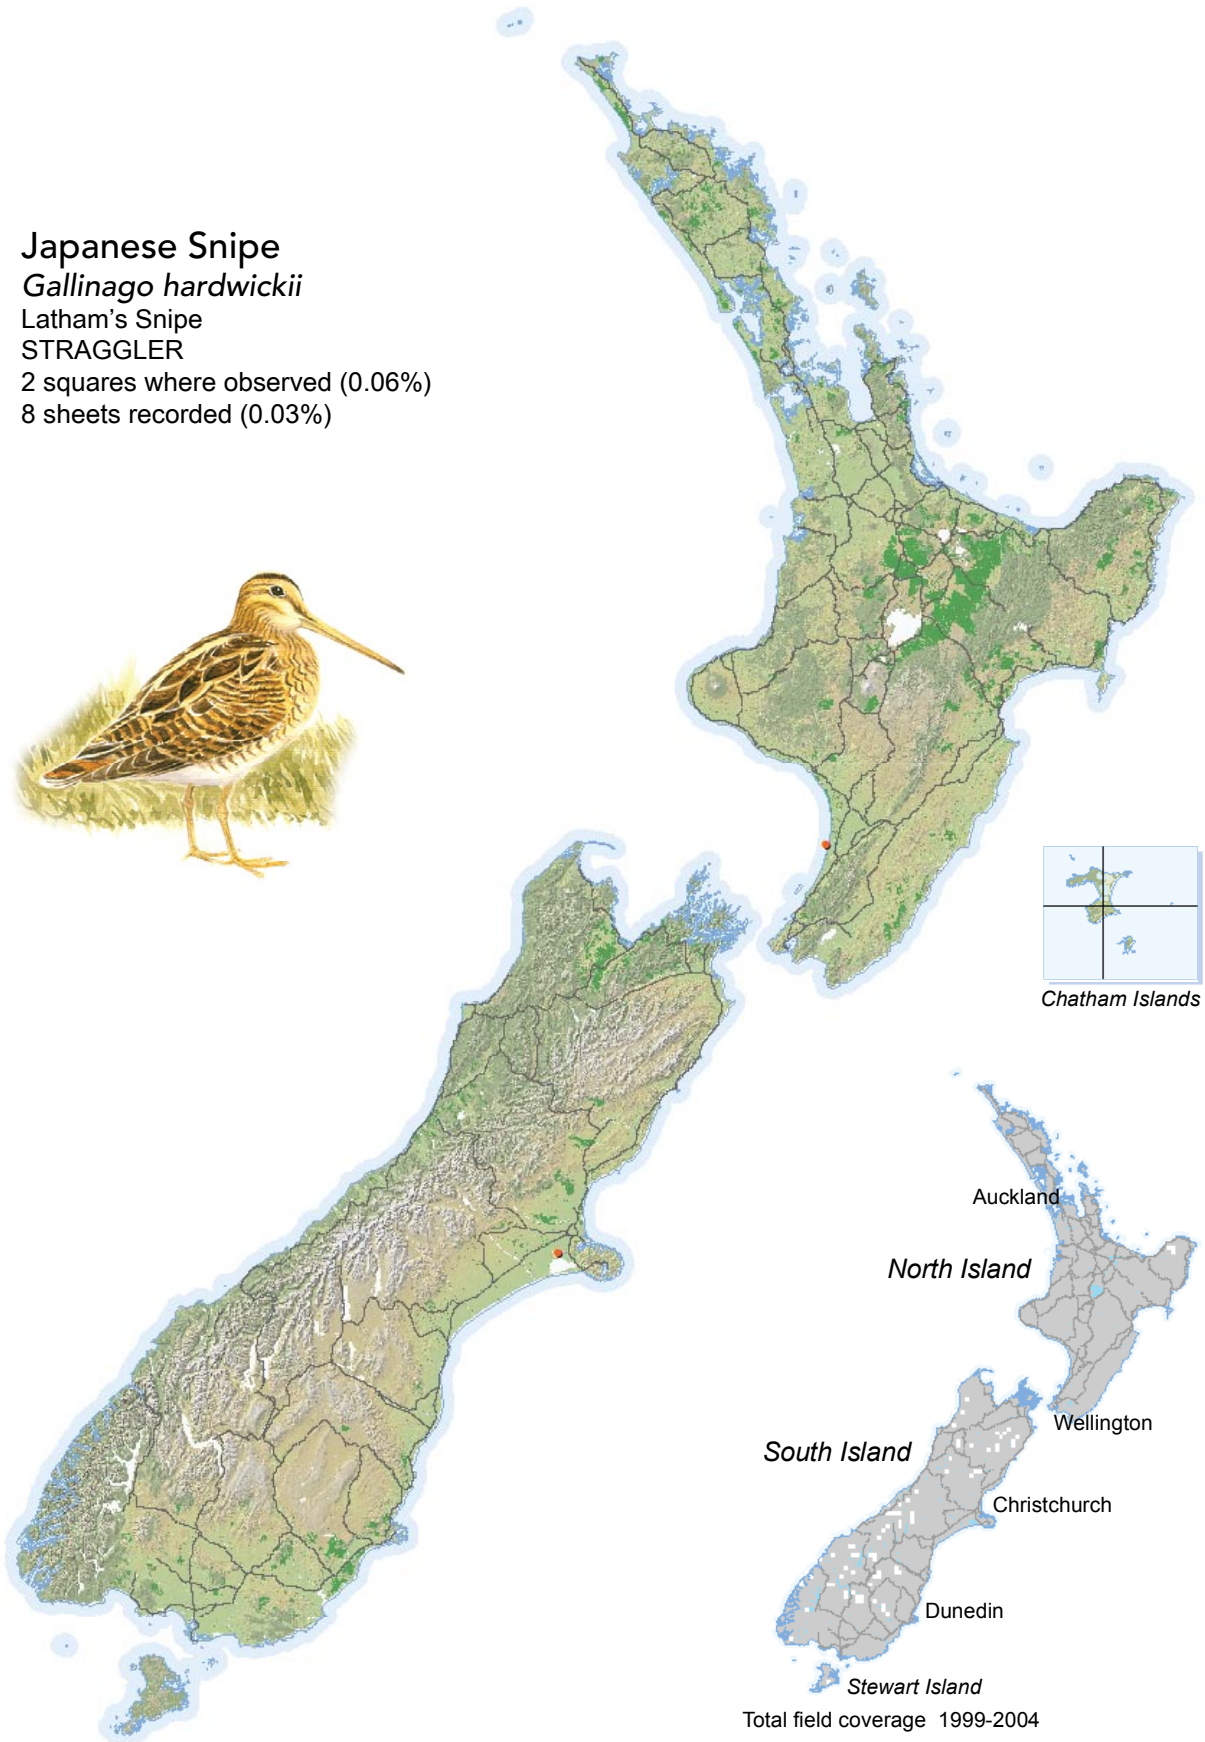 Japanese Snipe
Gallinago hardwickii
Latham’s Snipe
STRAGGLER
2 squares where observed (0.06%)
8 sheets recorded (0.03%)
Chatham Islands
Auckland
North Island
Wellington
South Island
Christchurch
Dunedin
Stewart Island
Total field coverage 1999-2004